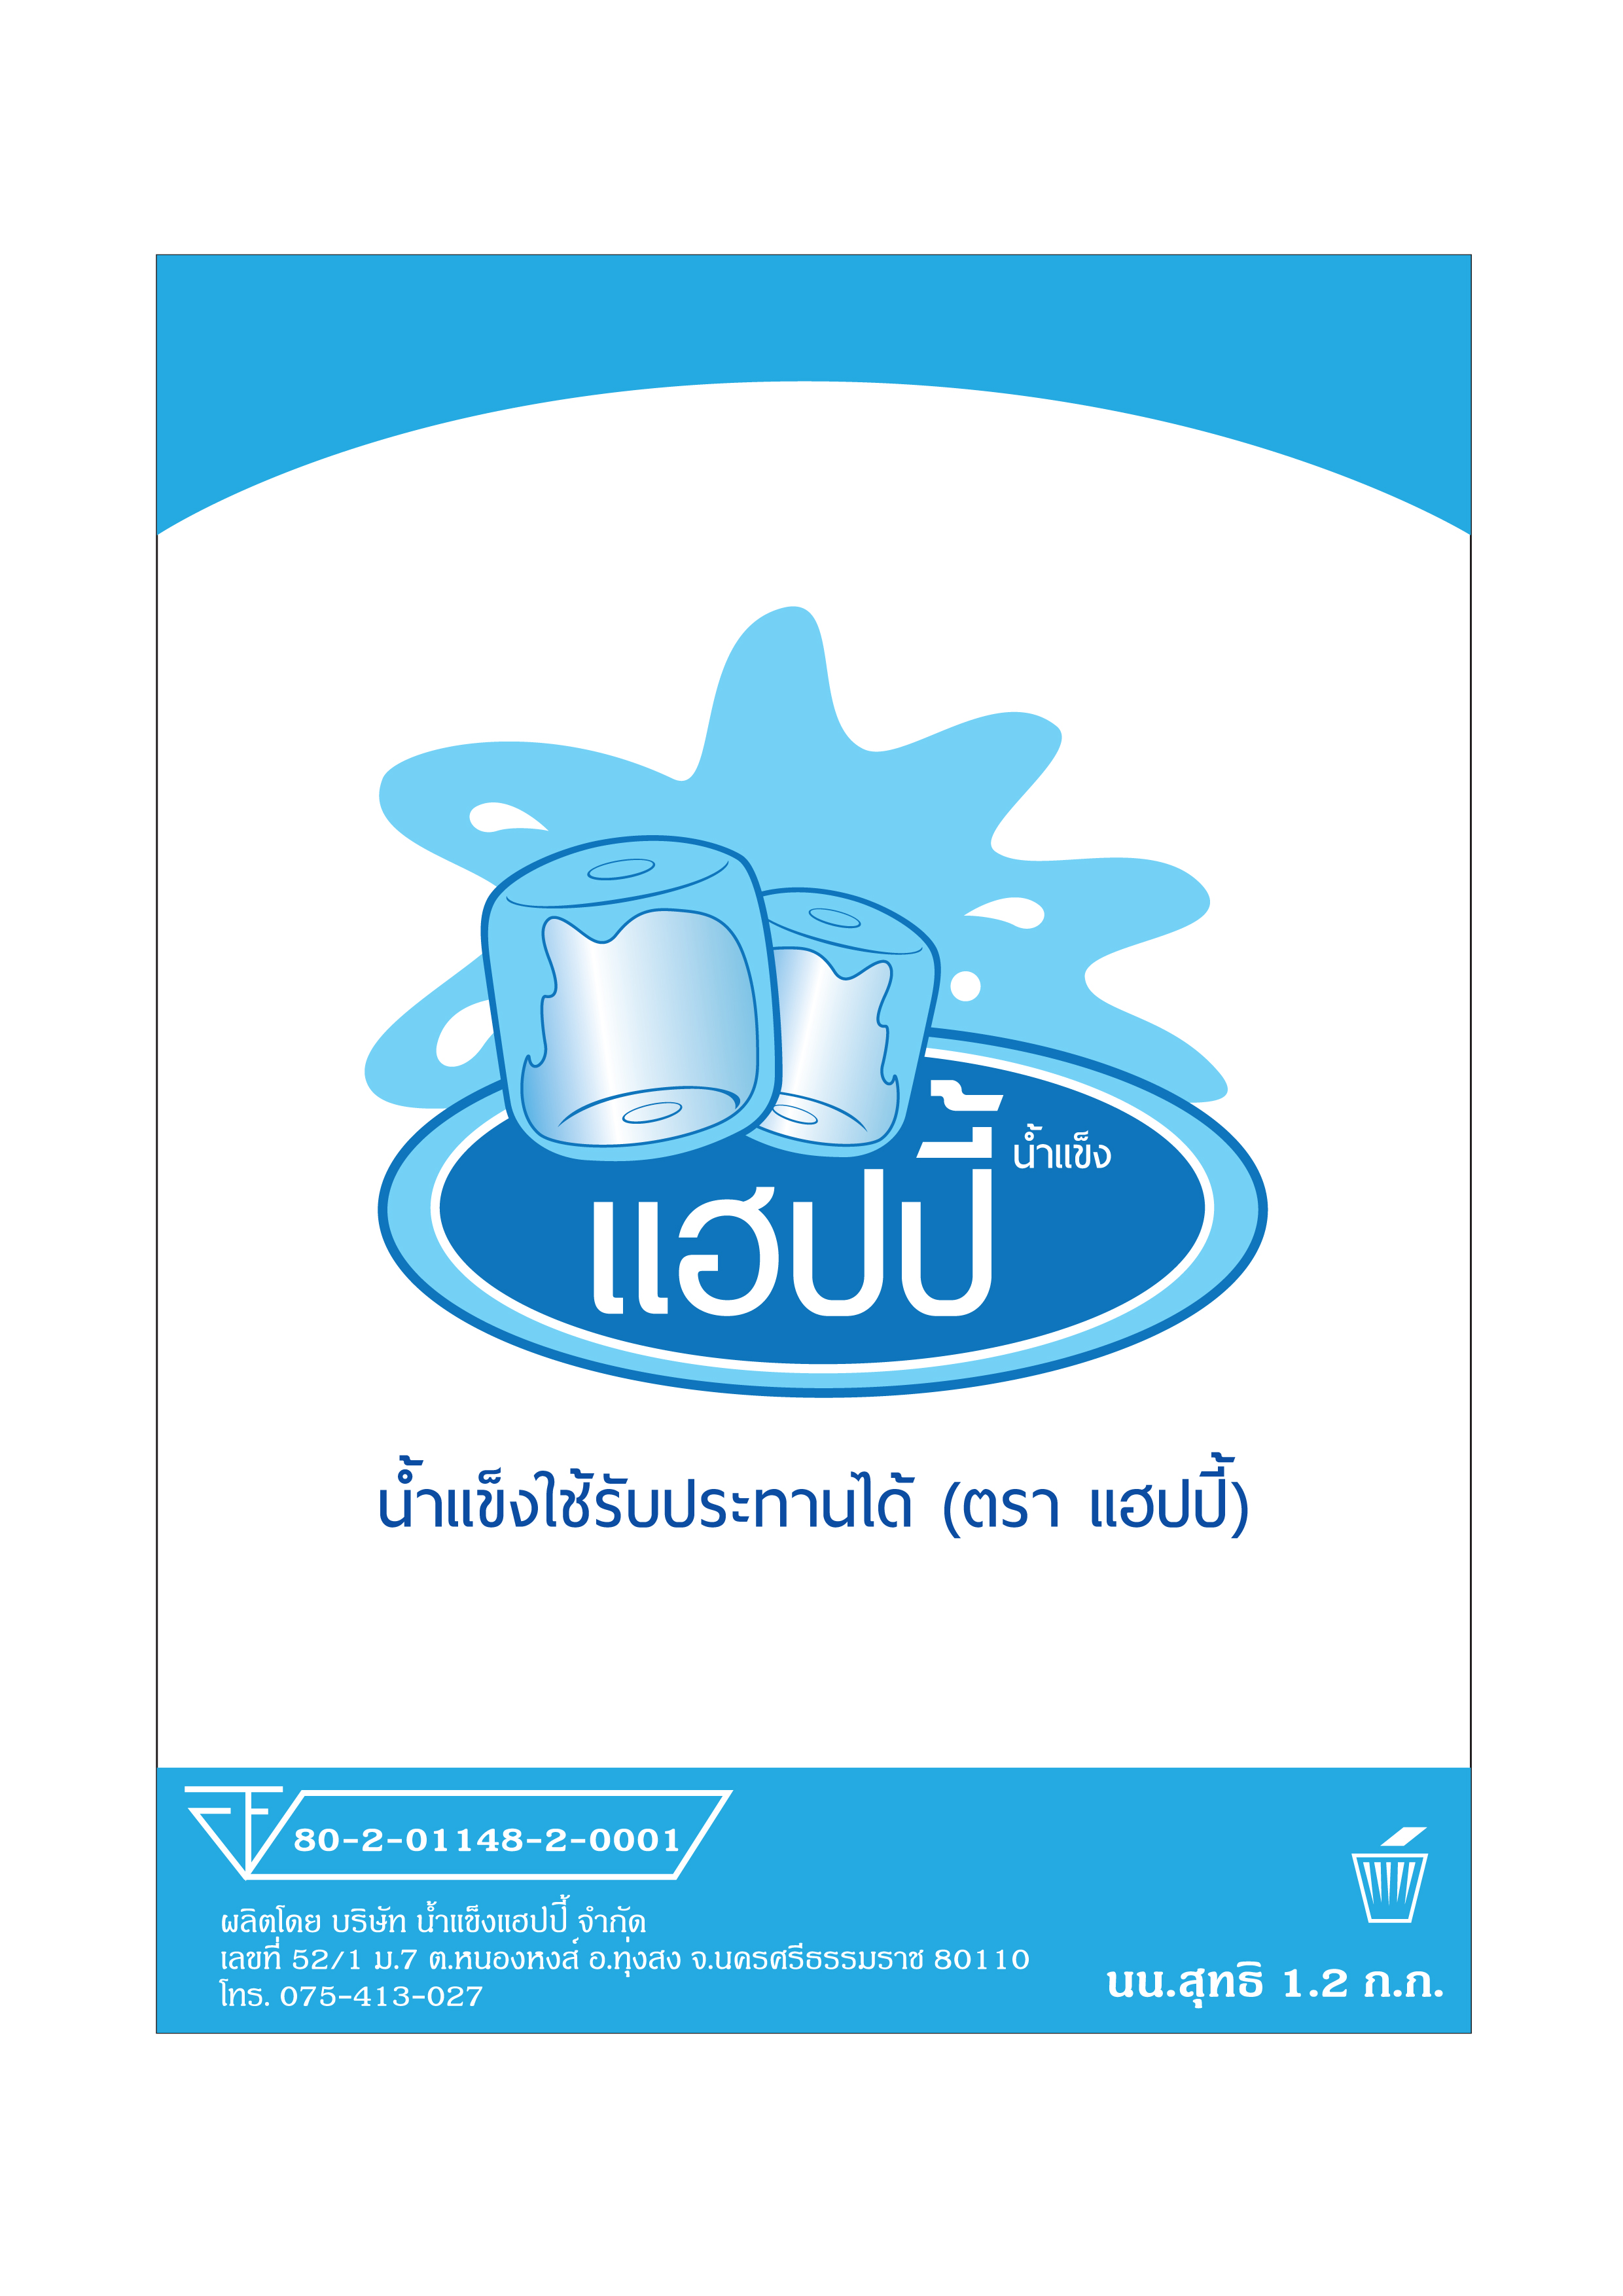 น้ำแข็ง
แฮปปี้
น้ำแข็งใช้รับประทานได้ (ตรา แฮปปี้)
80-2-01148-2-0001
ผลิตโดย บริษัท น้ำแข็งแฮปปี้ จำกัด
เลขที่ 52/1 ม.7 ต.หนองหงส์ อ.ทุ่งสง จ.นครศรีธรรมราช 80110
โทร. 075-413-027
นน.สุทธิ 1.2 ก.ก.